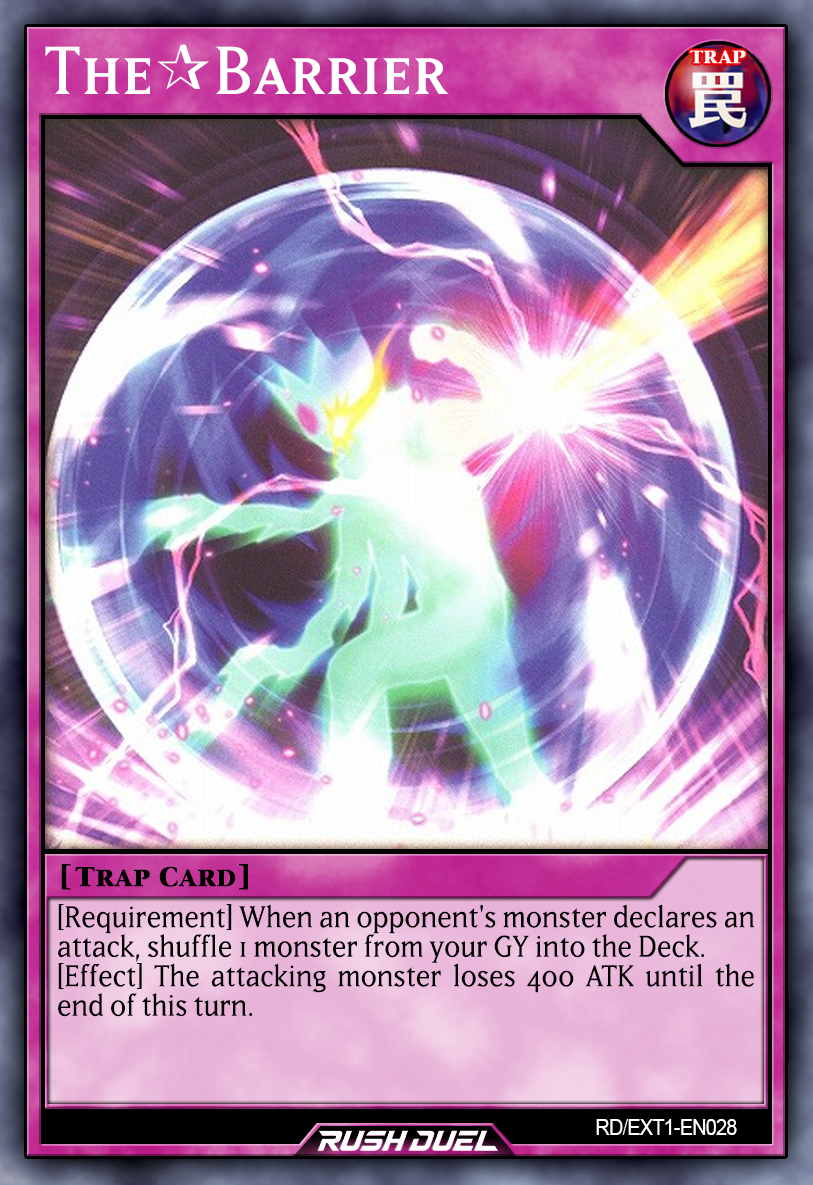 The☆Barrier
TRAP
罠
[Trap Card]
[Requirement] When an opponent's monster declares an
attack, shuffle 1 monster from your GY into the Deck.
[Effect] The attacking monster loses 400 ATK until the
end of this turn.
RD/EXT1-EN028
RUSH DUEL